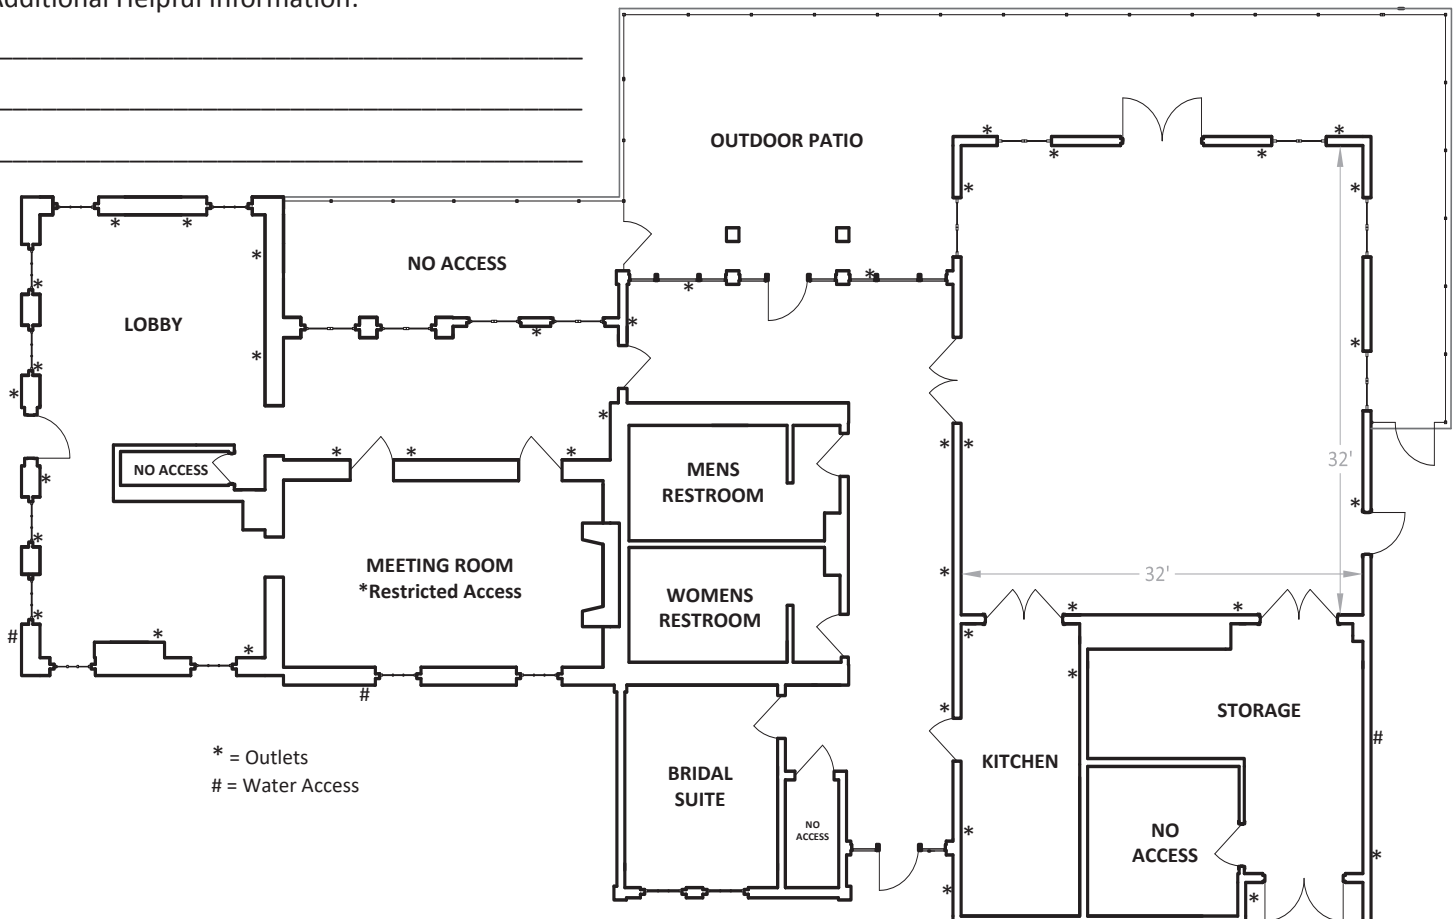 Additional Helpful Information:
OUTDOOR PATIO
NO ACCESS
LOBBY
32'
NO ACCESS
MENS
RESTROOM
MEETING ROOM
*Restricted Access
32'
WOMENS
RESTROOM
STORAGE
* = Outlets
# = Water Access
BRIDAL
SUITE
KITCHEN
NO
ACCESS
NO
ACCESS